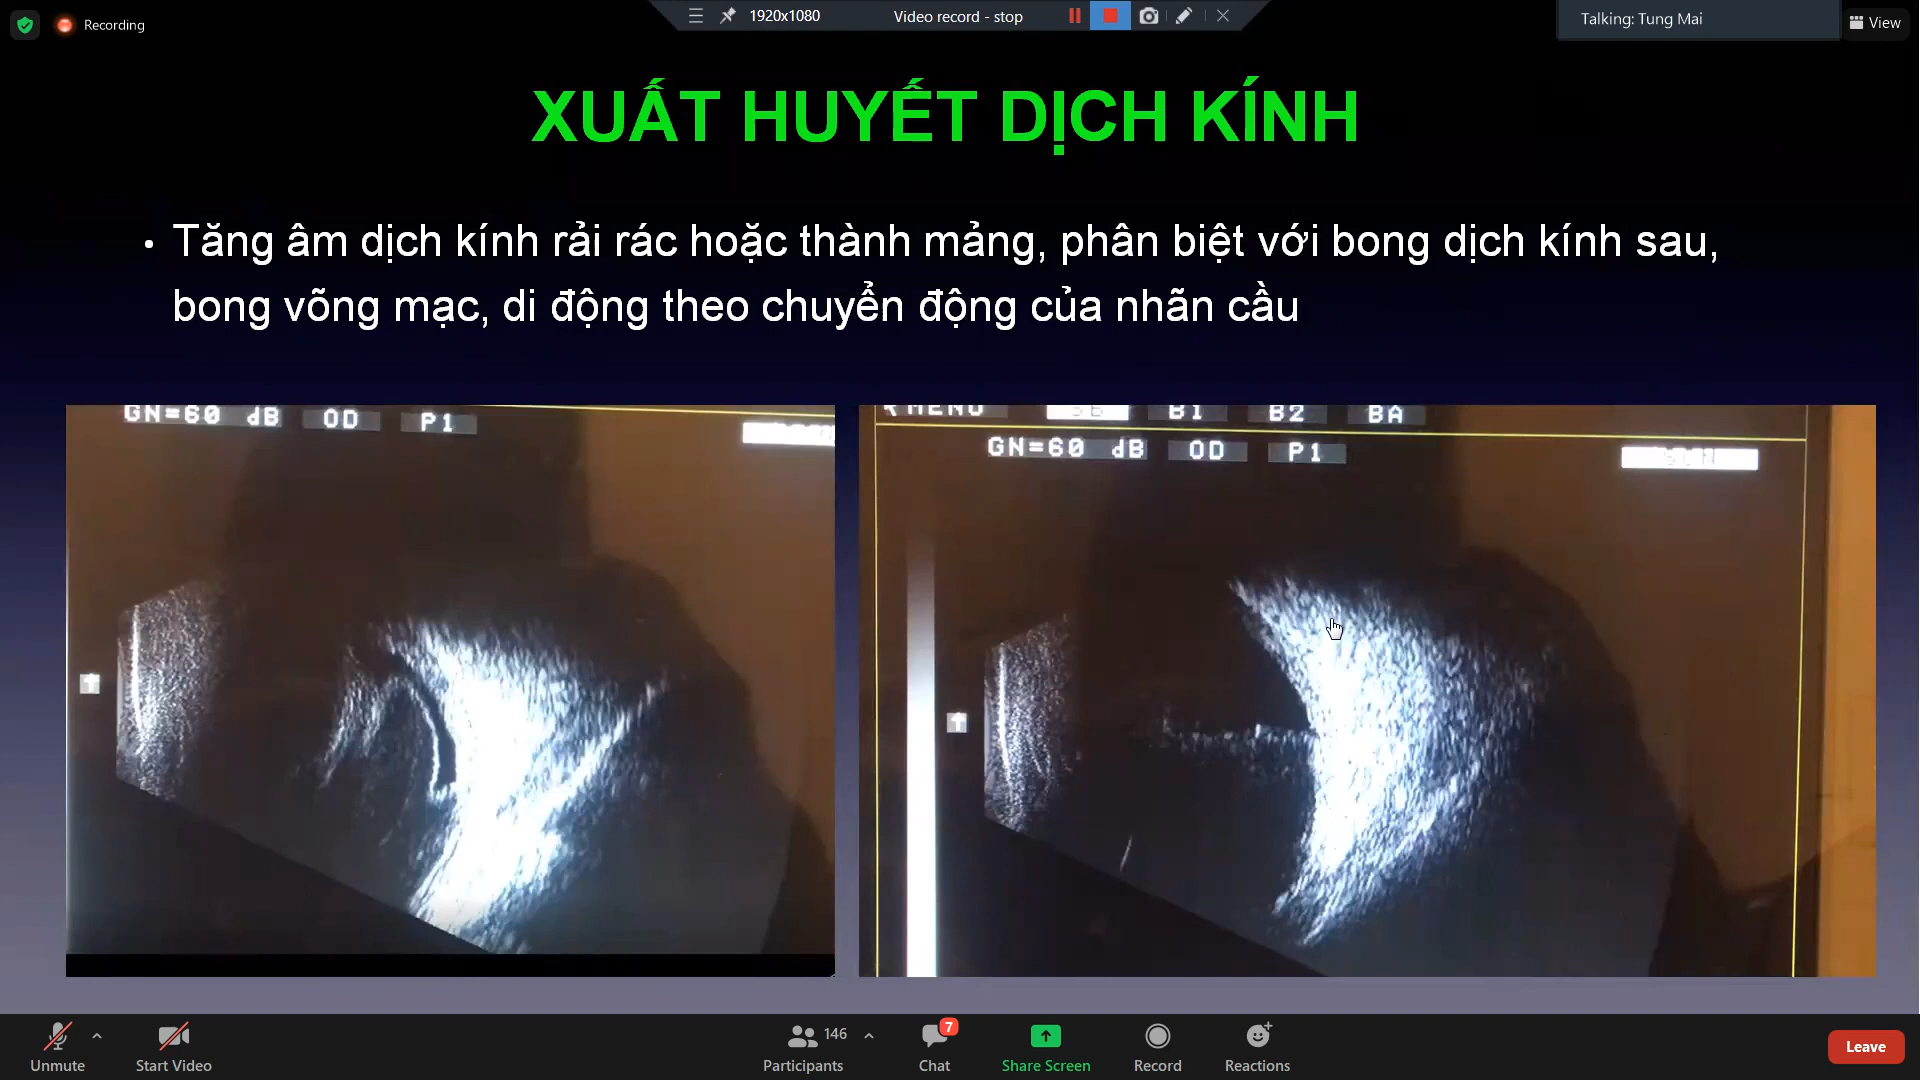 Recording
1920x1080
Video record - stop
Talking: Tung Mai
View
XUẤT HUYẾT DỊCH KÍNH
• Tăng âm dịch kính rải rác hoặc thành mảng, phân biệt với bong dịch kính sau,
bong võng mạc, di động theo chuyển động của nhãn cầu
GN=60 dB OD P1
MENU B1 B2 BA
GN=60 dB OD P1
Unmute
Start Video
146
Participants
7
Chat
Share Screen
Record
Reactions
Leave